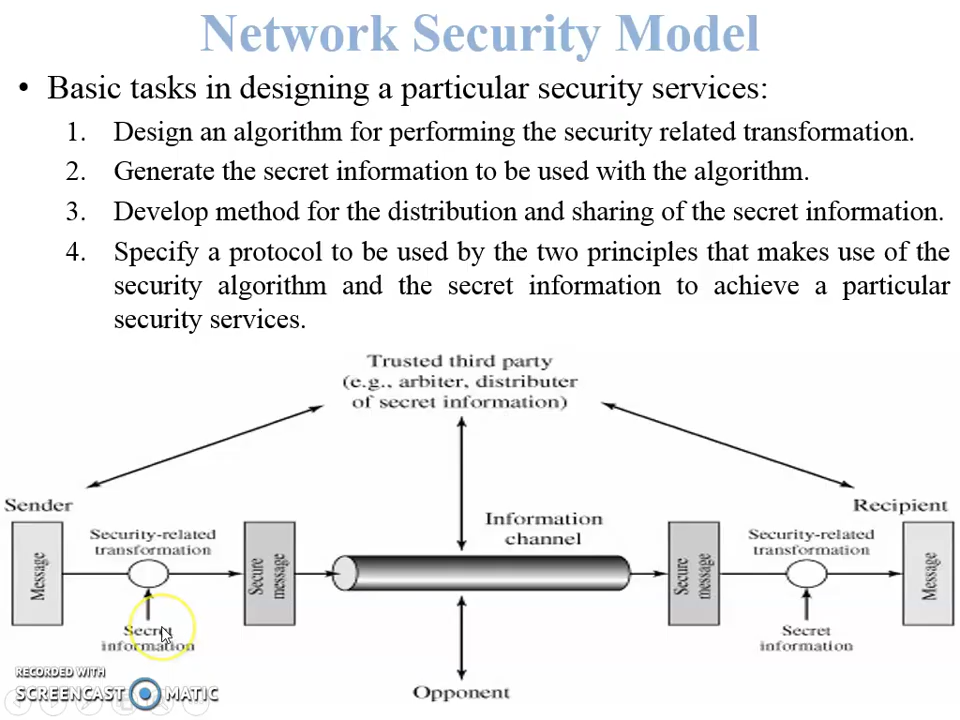 Network Security Model
• Basic tasks in designing a particular security services:
1. Design an algorithm for performing the security related transformation.
2. Generate the secret information to be used with the algorithm.
3. Develop method for the distribution and sharing of the secret information.
4. Specify a protocol to be used by the two principles that makes use of the
security algorithm and the secret information to achieve a particular
security services.
Trusted third party
(e.g., arbiter, distributer
of secret information)
Sender
Recipient
Information
channel
Security-related
transformation
Security-related
transformation
Message
Secure
message
Secure
message
Message
Secret
information
Secret
information
Opponent
RECORDED WITH
SCREENCAST MATIC